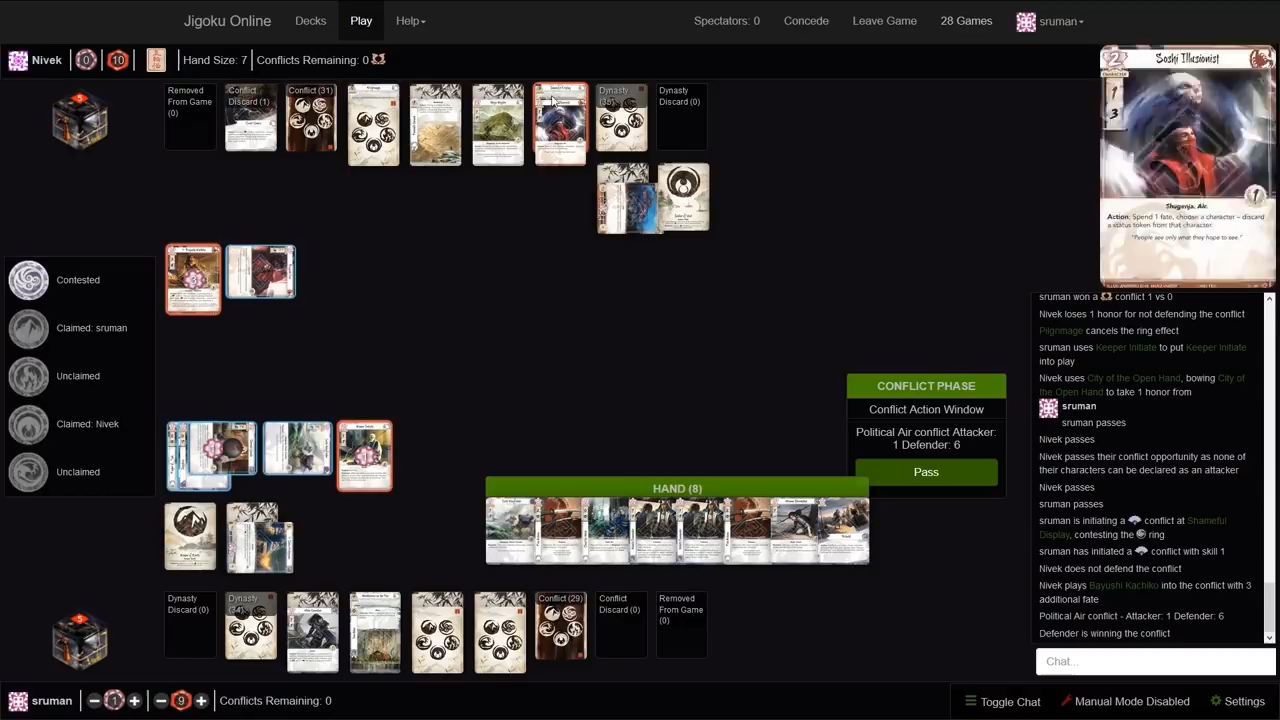 Jigoku Online
Decks
Play
Help
Spectators: 0
Concede
Leave Game
28 Games
sruman
Nivek
0
10
Hand Size: 7
Conflicts Remaining: 0
Removed
From Game
(0)
Conflict
Discard (1)
Conflict (31)
Dynasty
Dynasty
Discard (0)
Soshi Illusionist
2
1
3
1
Shugenja. Air.
Action: Spend 1 fate, choose a character – discard
a status token from that character.
"People see only what they hope to see."
Contested
Claimed: sruman
Unclaimed
Claimed: Nivek
Unclaimed
CONFLICT PHASE
Conflict Action Window
Political Air conflict Attacker:
1 Defender: 6
Pass
HAND (8)
sruman won a conflict 1 vs 0
Nivek loses 1 honor for not defending the conflict
Pilgrimage cancels the ring effect
sruman uses Keeper Initiate to put Keeper Initiate
into play
Nivek uses City of the Open Hand, bowing City of
the Open Hand to take 1 honor from
sruman
sruman passes
Nivek passes
Nivek passes their conflict opportunity as none of
their characters can be declared as an attacker
Nivek passes
sruman passes
sruman is initiating a conflict at Shameful
Display, contesting the ring
sruman has initiated a conflict with skill 1
Nivek does not defend the conflict
Nivek plays Bayushi Kachiko into the conflict with 3
additional fate
Political Air conflict - Attacker: 1 Defender: 6
Defender is winning the conflict
Chat...
Dynasty
Discard (0)
Dynasty
(34)
Conflict (29)
Conflict
Discard (0)
Removed
From Game
(0)
sruman
1
9
Conflicts Remaining: 0
Toggle Chat
Manual Mode Disabled
Settings